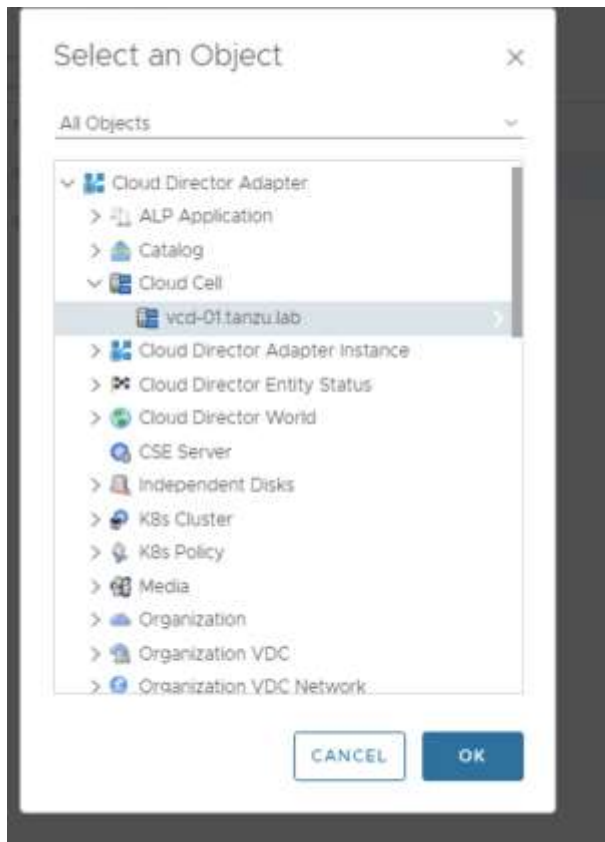 Select an Object
All Objects
Cloud Director Adapter
ALP Application
Catalog
Cloud Cell
vcd-01.tanzu.lab
Cloud Director Adapter Instance
Cloud Director Entity Status
Cloud Director World
CSE Server
Independent Disks
K8s Cluster
K8s Policy
Media
Organization
Organization VDC
Organization VDC Network
CANCEL
OK